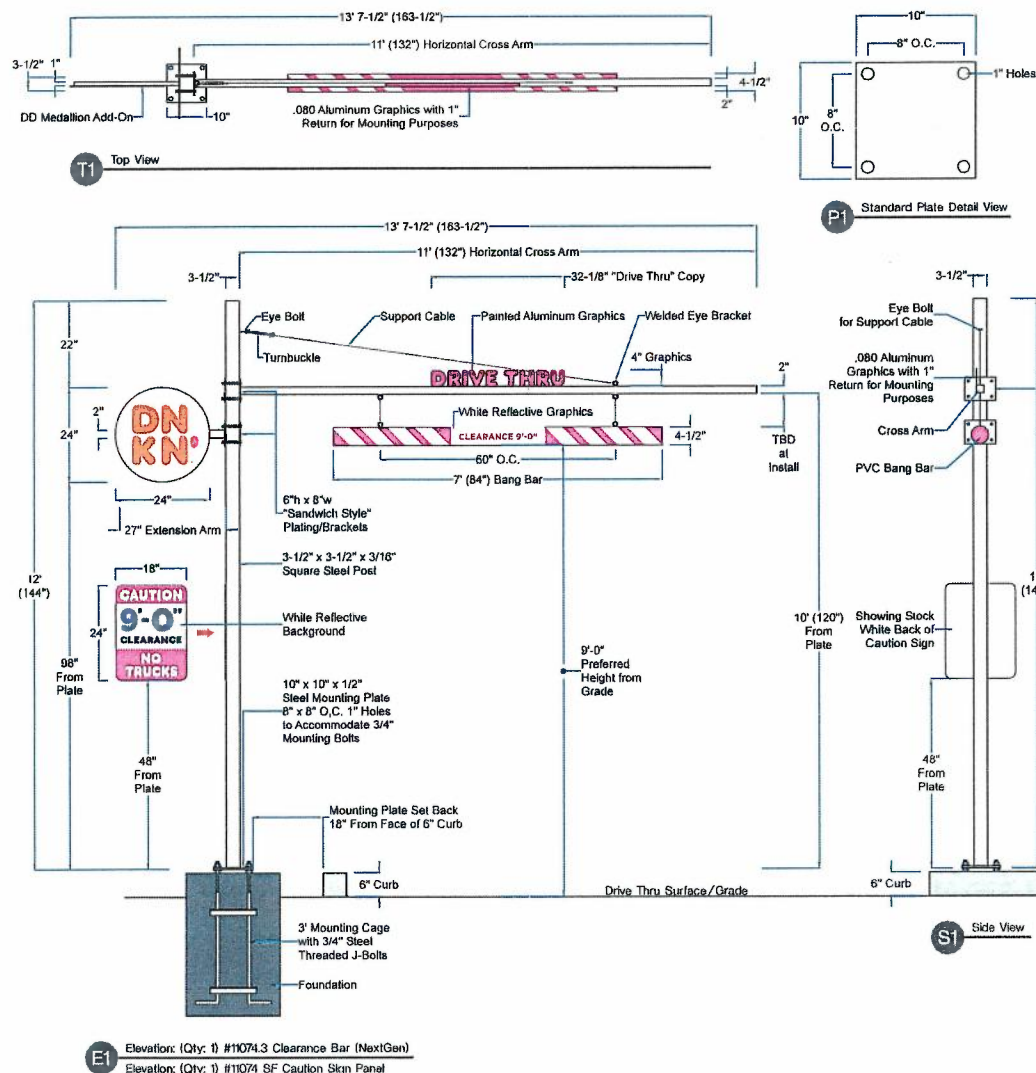 13' 7-1/2" (163-1/2")
11' (132") Horizontal Cross Arm
3-1/2" 1"
4-1/2"
2"
DD Medallion Add-On
10"
.080 Aluminum Graphics with 1"
Return for Mounting
Purposes
T1 Top View
10"
8" O.C.
1" Holes
10"
8"
O.C.
P1 Standard Plate Detail View
13' 7-1/2" (163-1/2")
11' (132") Horizontal Cross Arm
3-1/2"
32-1/8" "Drive Thru" Copy
Eye Bolt
Support Cable
Painted Aluminum Graphics
Welded Eye Bracket
Turnbuckle
22"
4" Graphics
2"
DRIVE THRU
2"
24"
DN
KN'
White Reflective Graphics
CLEARANCE 9'-0"
4-1/2"
TBD
at
Install
60" O.C.
7' (84") Bang Bar
24"
27" Extension Arm
6"h x 8"w
"Sandwich Style"
Plating/Brackets
3-1/2" x 3-1/2" x 3/16"
Square Steel Post
12'
(144")
18"
24"
CAUTION
9'-0"
CLEARANCE
NO
TRUCKS
White Reflective
Background
98"
From
Plate
10' (120")
From
Plate
9'-0"
Preferred
Height from
Grade
10" x 10" x 1/2"
Steel Mounting Plate
8" x 8" O.C. 1" Holes
to Accommodate 3/4"
Mounting Bolts
48"
From
Plate
Mounting Plate Set Back
18" From Face of 6" Curb
6" Curb
Drive Thru Surface/Grade
3' Mounting Cage
with 3/4" Steel
Threaded J-Bolts
Foundation
3-1/2"
Eye Bolt
for Support Cable
.080 Aluminum
Graphics with 1"
Return for Mounting
Purposes
Cross Arm
PVC Bang Bar
Showing Stock
White Back of
Caution Sign
48"
From
Plate
6" Curb
S1 Side View
E1 Elevation: (Qty: 1) #11074.3 Clearance Bar (NextGen)
Elevation: (Qty: 1) #11074 SF Caution Skin Panel